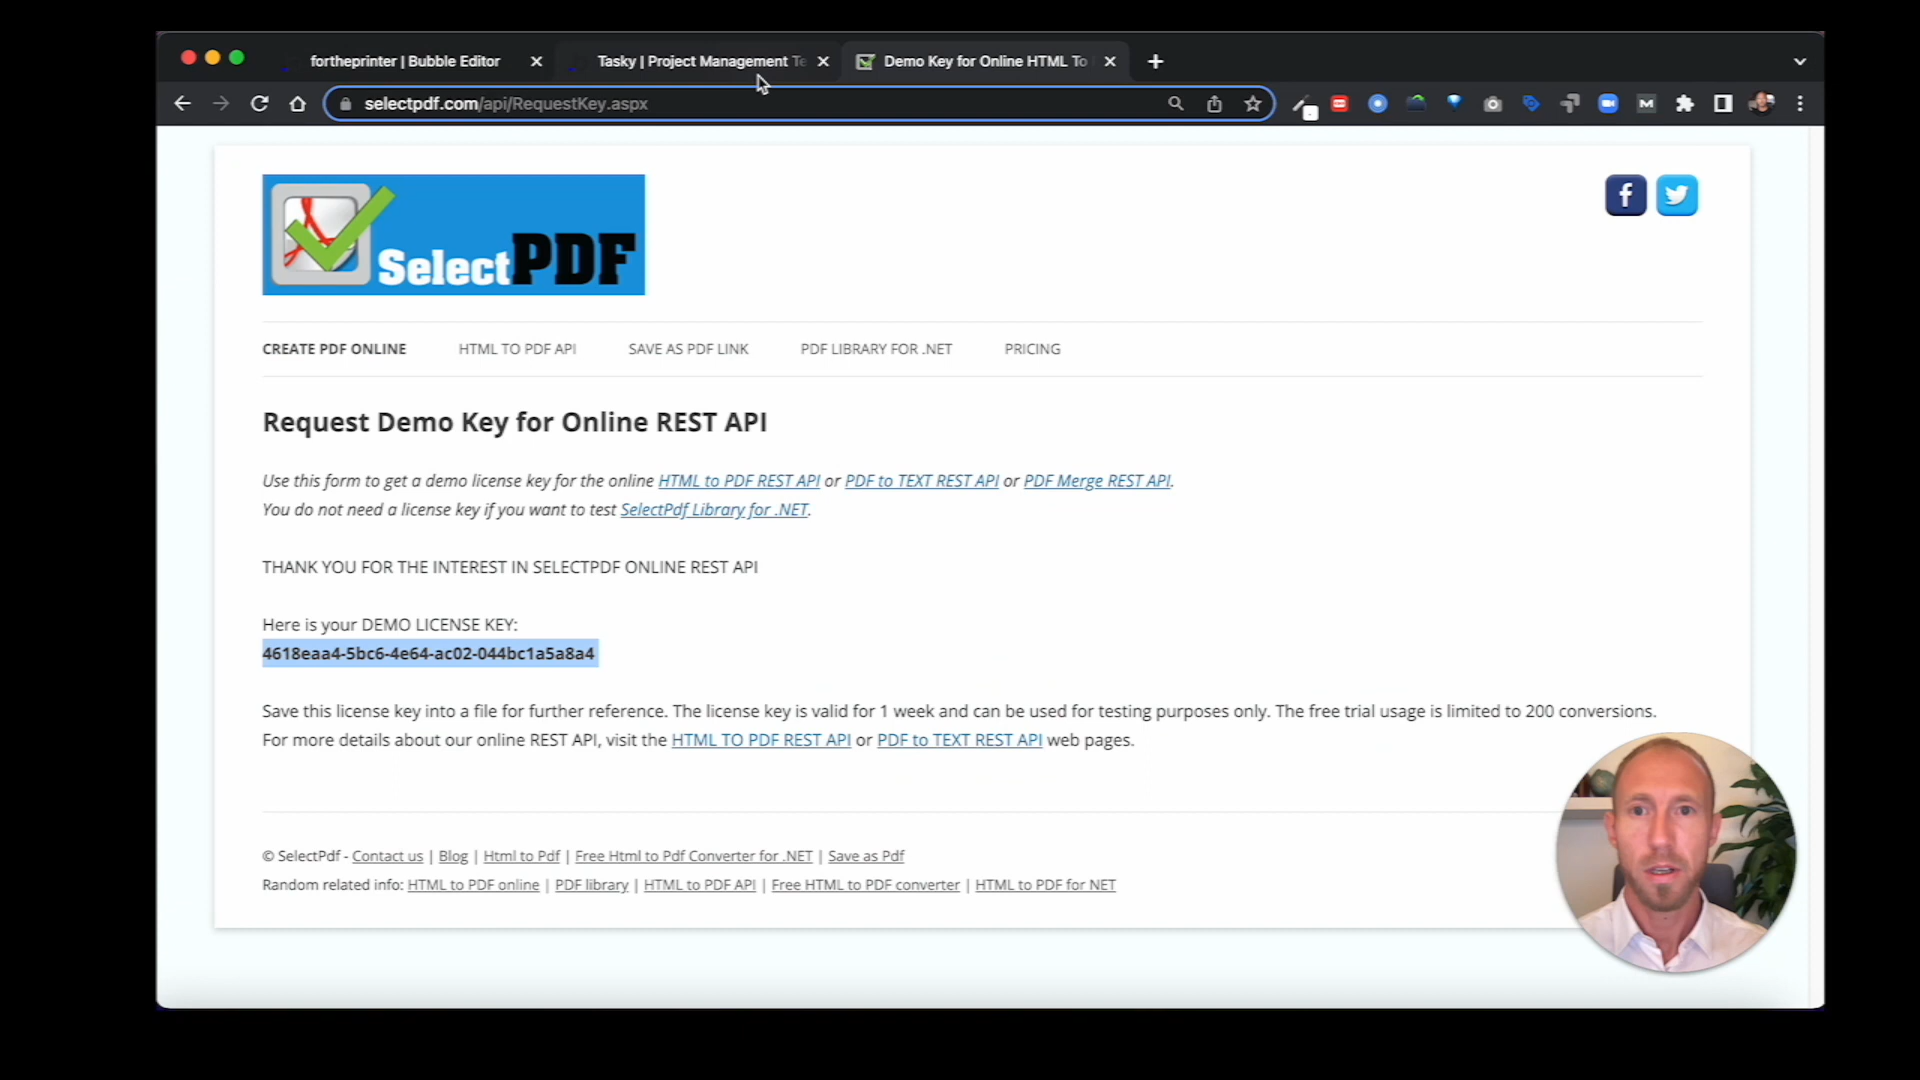 fortheprinter | Bubble Editor
Tasky | Project Management Te
Demo Key for Online HTML To
selectpdf.com/api/RequestKey.aspx
SelectPDF
CREATE PDF ONLINE HTML TO PDF API SAVE AS PDF LINK PDF LIBRARY FOR .NET PRICING
Request Demo Key for Online REST API
Use this form to get a demo license key for the online HTML to PDF REST API or PDF to TEXT REST API or PDF Merge REST API.
You do not need a license key if you want to test SelectPdf Library for .NET.
THANK YOU FOR THE INTEREST IN SELECTPDF ONLINE REST API
Here is your DEMO LICENSE KEY:
4618eaa4-5bc6-4e64-ac02-044bc1a5a8a4
Save this license key into a file for further reference. The license key is valid for 1 week and can be used for testing purposes only. The free trial usage is limited to 200 conversions.
For more details about our online REST API, visit the HTML TO PDF REST API or PDF to TEXT REST API web pages.
© SelectPdf - Contact us | Blog | Html to Pdf | Free Html to Pdf Converter for .NET | Save as Pdf
Random related info: HTML to PDF online | PDF library | HTML to PDF API | Free HTML to PDF converter | HTML to PDF for NET